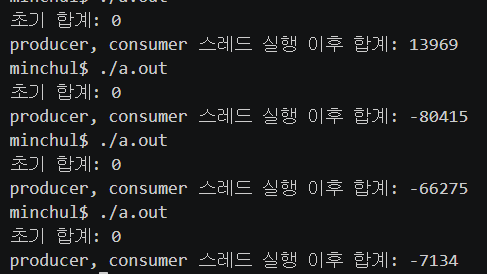 minchul$ ./a.out
초기 합계: 0
producer, consumer 스레드 실행 이후 합계: 13969
minchul$ ./a.out
초기 합계: 0
producer, consumer 스레드 실행 이후 합계: -80415
minchul$ ./a.out
초기 합계: 0
producer, consumer 스레드 실행 이후 합계: -66275
minchul$ ./a.out
초기 합계: 0
producer, consumer 스레드 실행 이후 합계: -7134